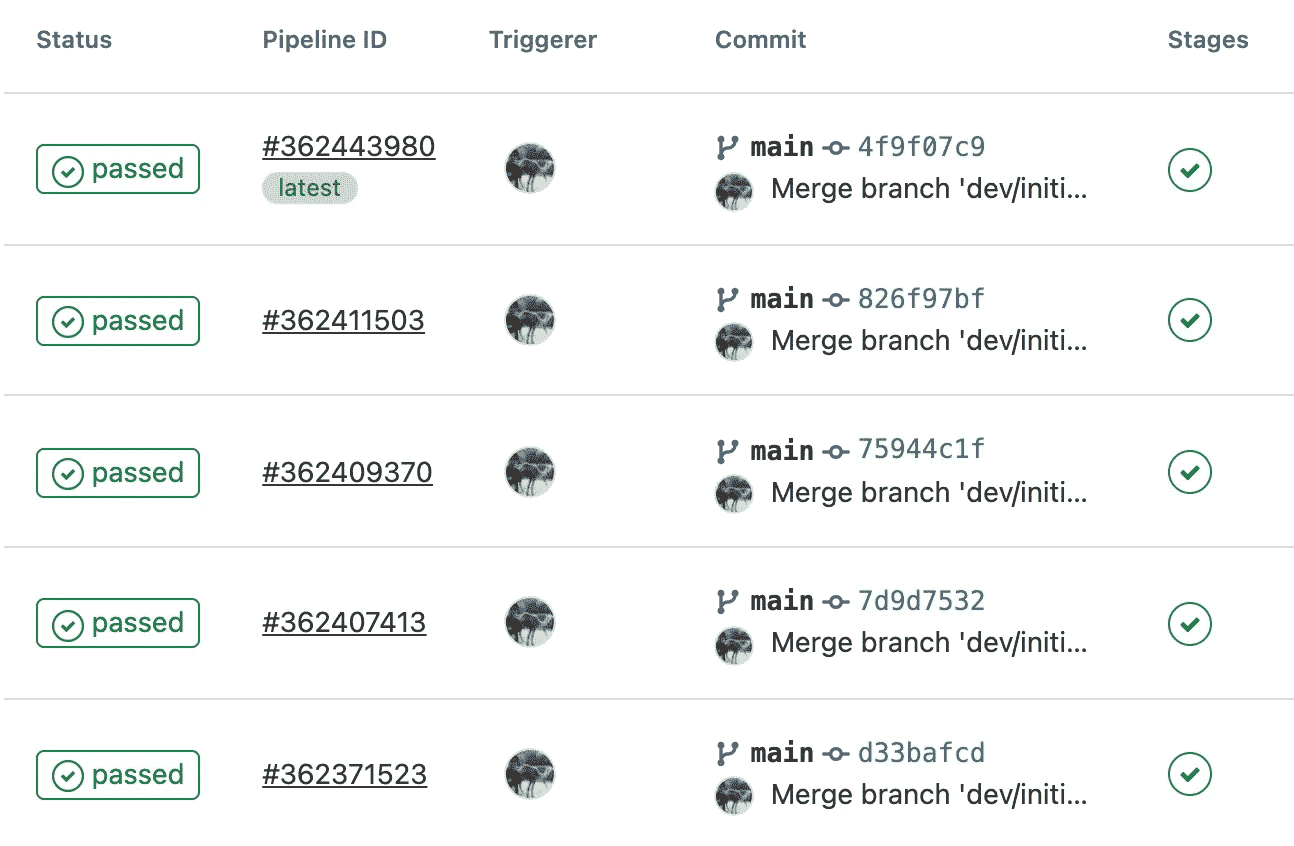 Status Pipeline ID Triggerer Commit Stages
passed #362443980 main 4f9f07c9
latest Merge branch 'dev/initi...
passed #362411503 main 826f97bf
Merge branch 'dev/initi...
passed #362409370 main 75944c1f
Merge branch 'dev/initi...
passed #362407413 main 7d9d7532
Merge branch 'dev/initi...
passed #362371523 main d33bafcd
Merge branch 'dev/initi...